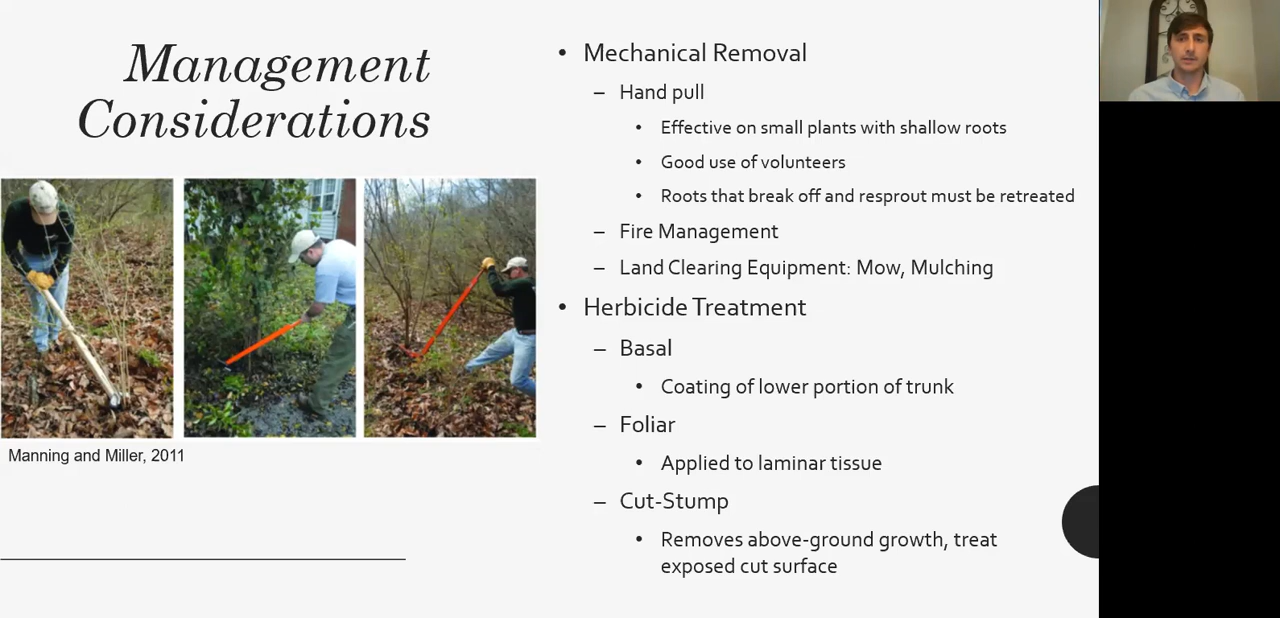 Management
Considerations
Manning and Miller, 2011
• Mechanical Removal
– Hand pull
• Effective on small plants with shallow roots
• Good use of volunteers
• Roots that break off and resprout must be retreated
– Fire Management
– Land Clearing Equipment: Mow, Mulching
• Herbicide Treatment
– Basal
• Coating of lower portion of trunk
– Foliar
• Applied to laminar tissue
– Cut-Stump
• Removes above-ground growth, treat
exposed cut surface